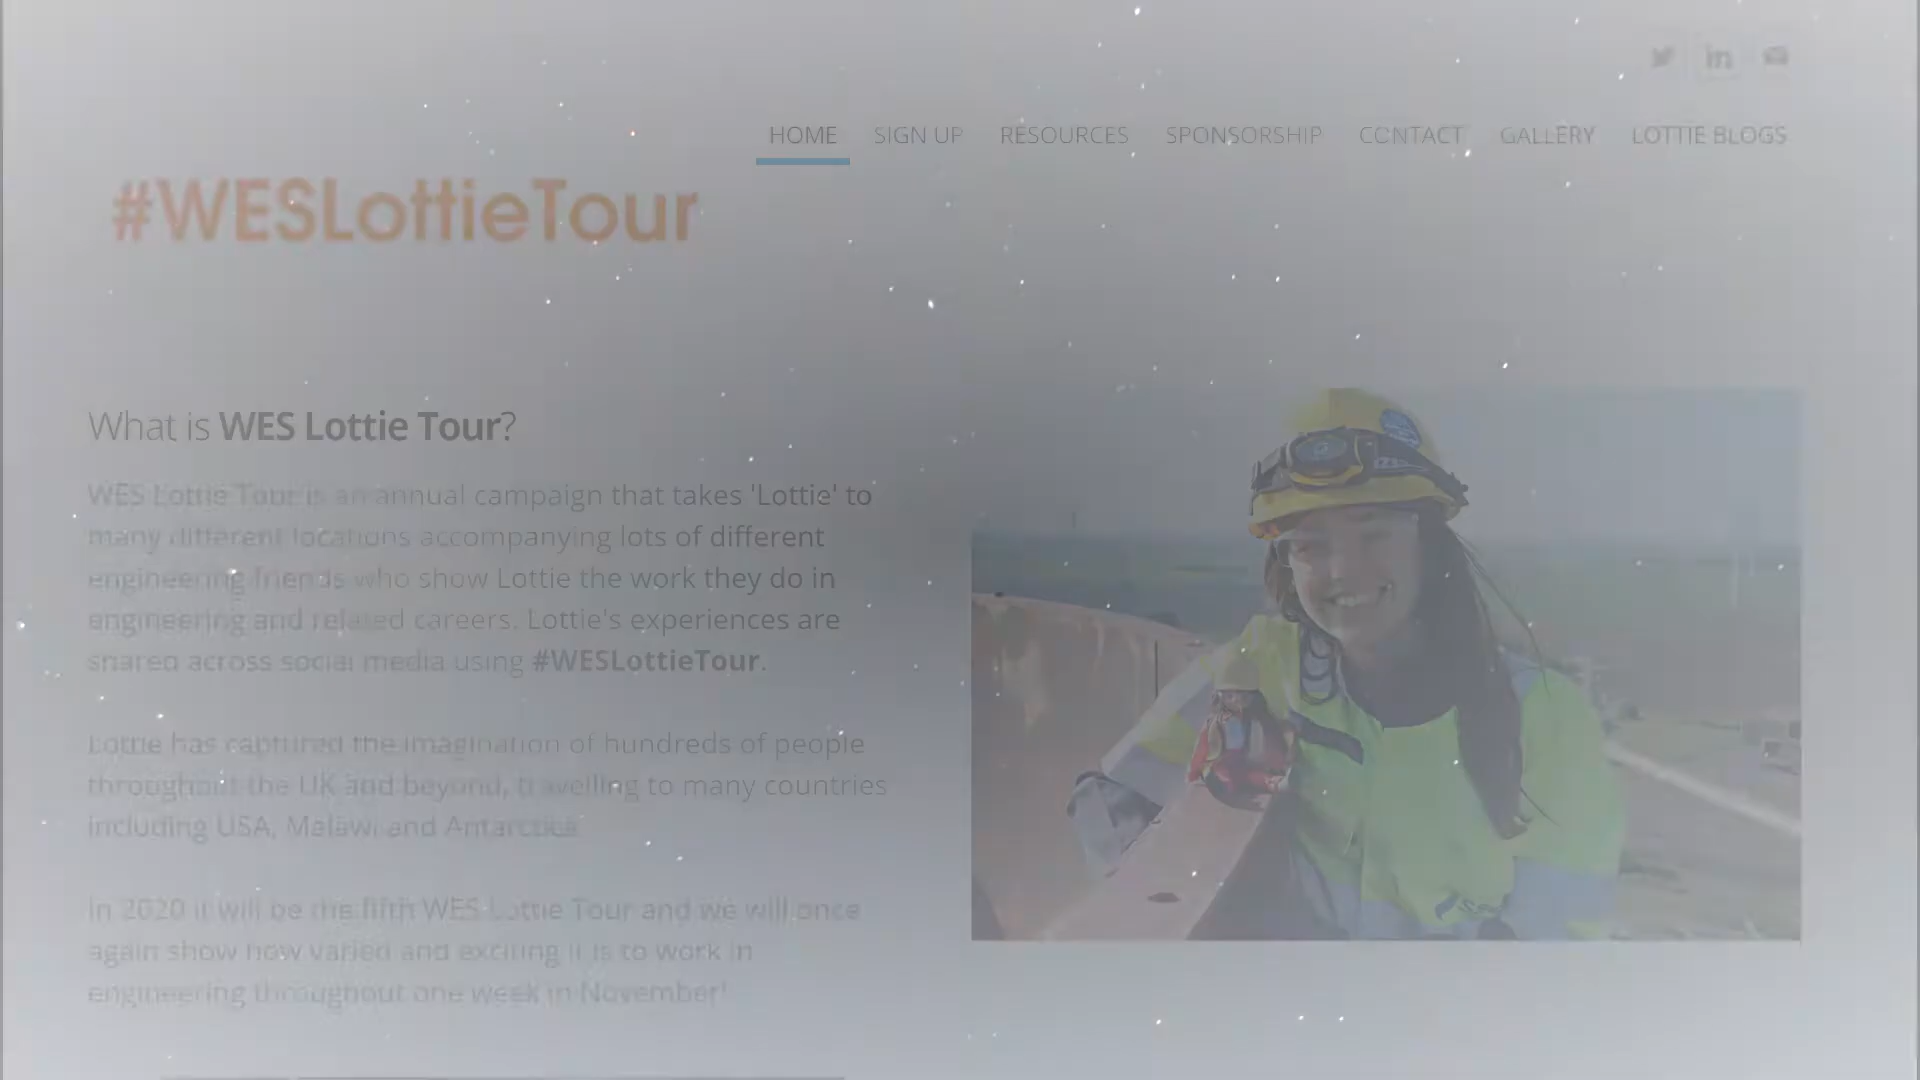 HOME SIGN UP RESOURCES SPONSORSHIP CONTACT GALLERY LOTTIE BLOGS
#WESLottieTour
What is WES Lottie Tour?
WES Lottie Tour is an annual campaign that takes 'Lottie' to
many different locations accompanying lots of different
engineering friends who show Lottie the work they do in
engineering and related careers. Lottie's experiences are
shared across social media using #WESLottieTour.
Lottie has captured the imagination of hundreds of people
throughout the UK and beyond, travelling to many countries
including USA, Malawi and Antarctica
In 2020 it will be the fifth WES Lottie Tour and we will once
again show how varied and exciting it is to work in
engineering throughout one week in November!